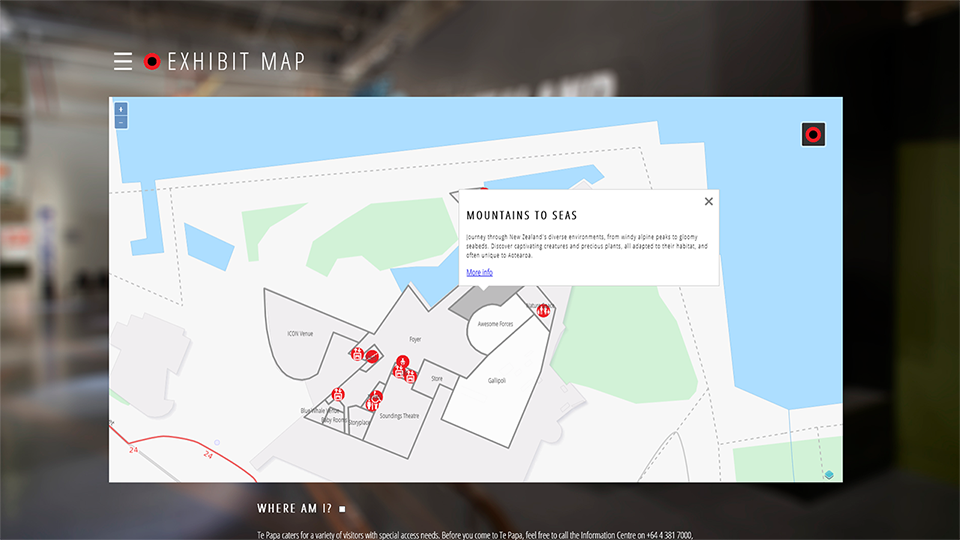 EXHIBIT MAP
+
−
MOUNTAINS TO SEAS
Journey through New Zealand's diverse environments, from windy alpine peaks to gloomy
seabeds. Discover captivating creatures and precious plants, all adapted to their habitat, and
often unique to Aotearoa.
More info
ICON Venue
Foyer
Awesome Forces
Store
Gallipoli
Blue Whale Venue
Baby Room
Storyplace
Soundings Theatre
24
24
WHERE AM I?
Te Papa caters for a variety of visitors with special access needs. Before you come to Te Papa, feel free to call the Information Centre on +64 4 381 7000,